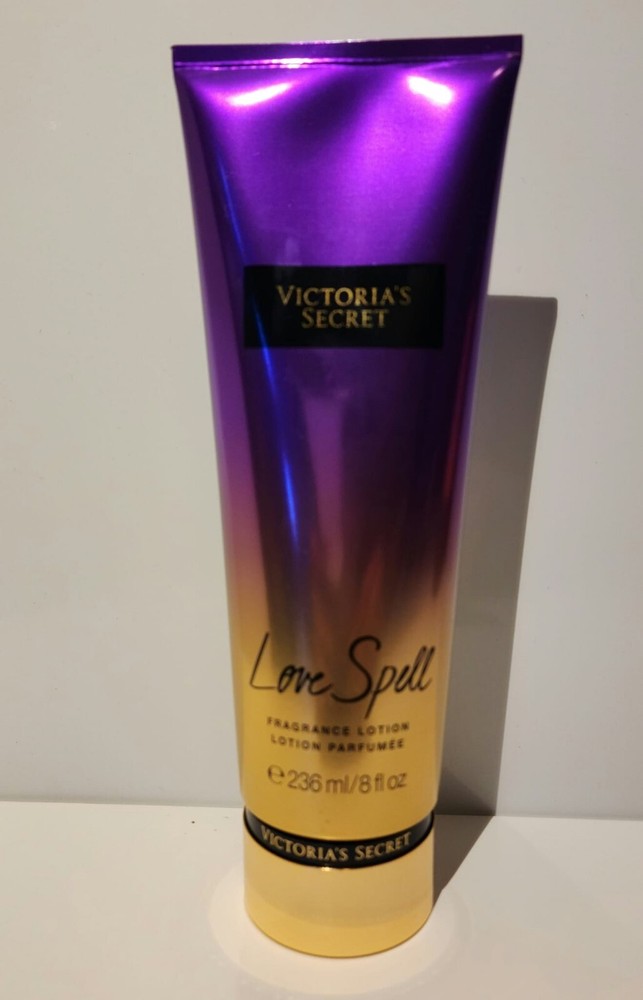 VICTORIA'S
SECRET
Love Spell
FRAGRANCE LOTION
LOTION PARFUMÉE
℮ 236 ml/8 fl oz
VICTORIA'S SECRET